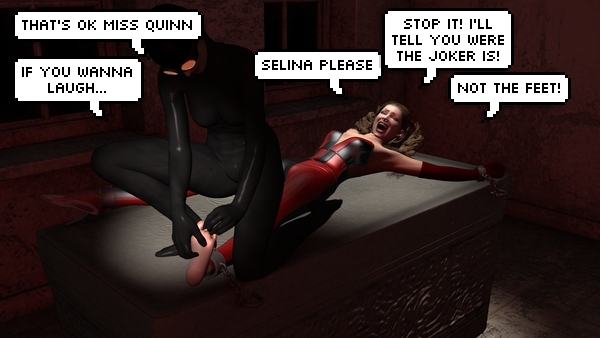 THAT'S OK MISS QUINN
IF YOU WANNA
LAUGH...
SELINA PLEASE
STOP IT! I'LL
TELL YOU WERE
THE JOKER IS!
NOT THE FEET!